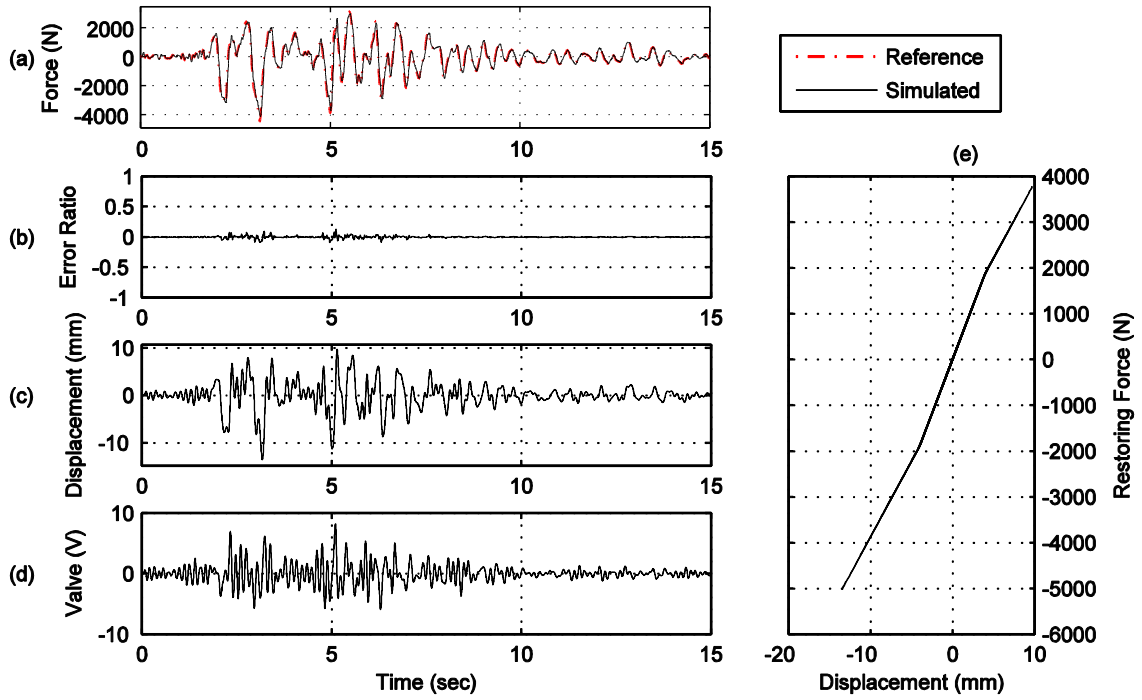 (a)
Force (N)
2000
0
-2000
-4000
0 5 10 15
Reference
Simulated
(b)
Error Ratio
1
0.5
0
-0.5
-1
0 5 10 15
(c)
Displacement (mm)
10
0
-10
0 5 10 15
(d)
Valve (V)
10
0
-10
0 5 10 15
Time (sec)
(e)
4000
3000
2000
1000
0
-1000
-2000
-3000
-4000
-5000
-6000
Restoring Force (N)
-20 -10 0 10
Displacement (mm)